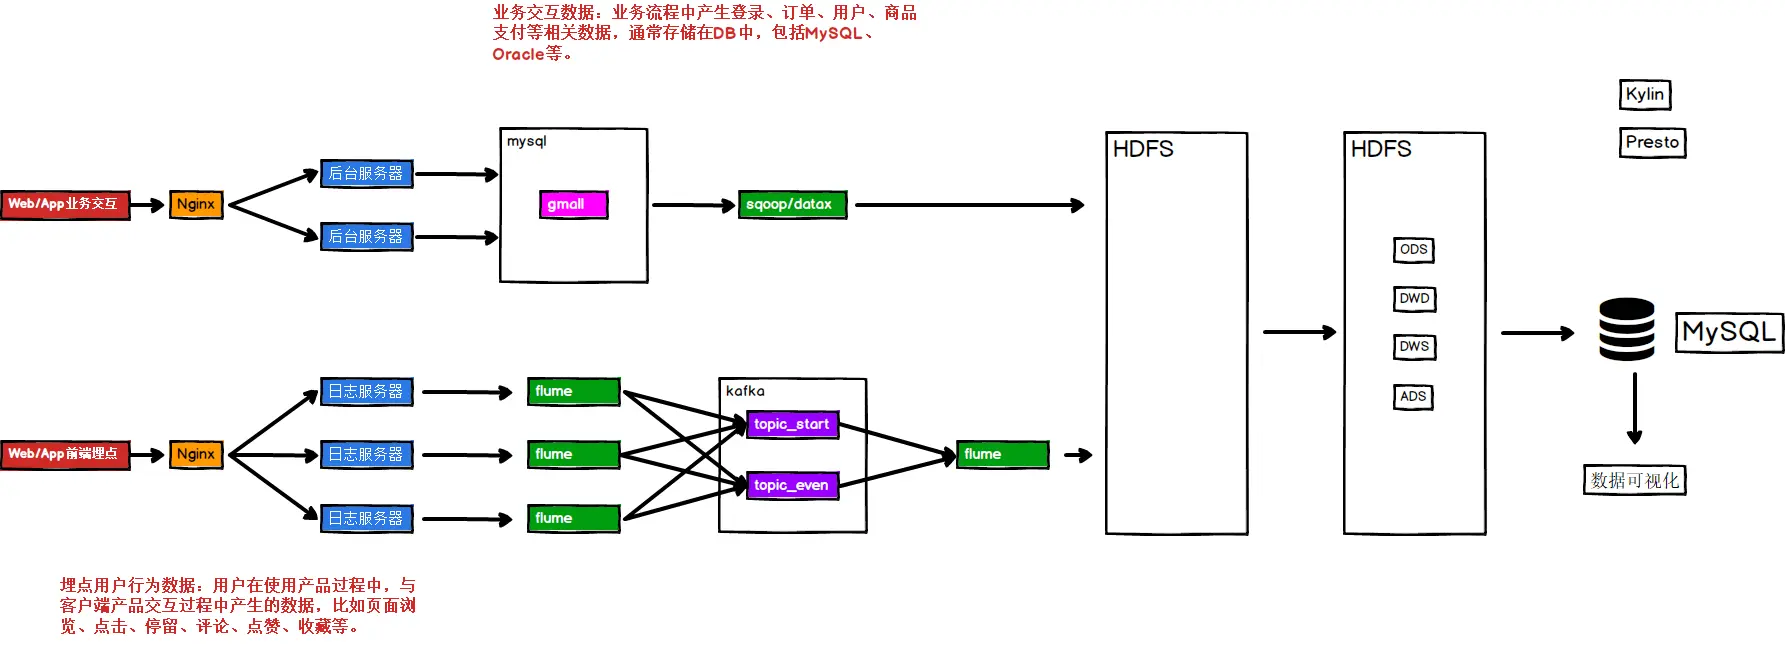 业务交互数据：业务流程中产生登录、订单、用户、商品
支付等相关数据，通常存储在DB中，包括MySQL、
Oracle等。
Kylin
Presto
mysql
HDFS
HDFS
后台服务器
Web/App业务交互
Nginx
gmall
sqoop/datax
后台服务器
ODS
DWD
DWS
ADS
MySQL
数据可视化
日志服务器
flume
kafka
topic_start
Web/App前端埋点
Nginx
日志服务器
flume
flume
topic_even
日志服务器
flume
埋点用户行为数据：用户在使用产品过程中，与
客户端产品交互过程中产生的数据，比如页面浏
览、点击、停留、评论、点赞、收藏等。